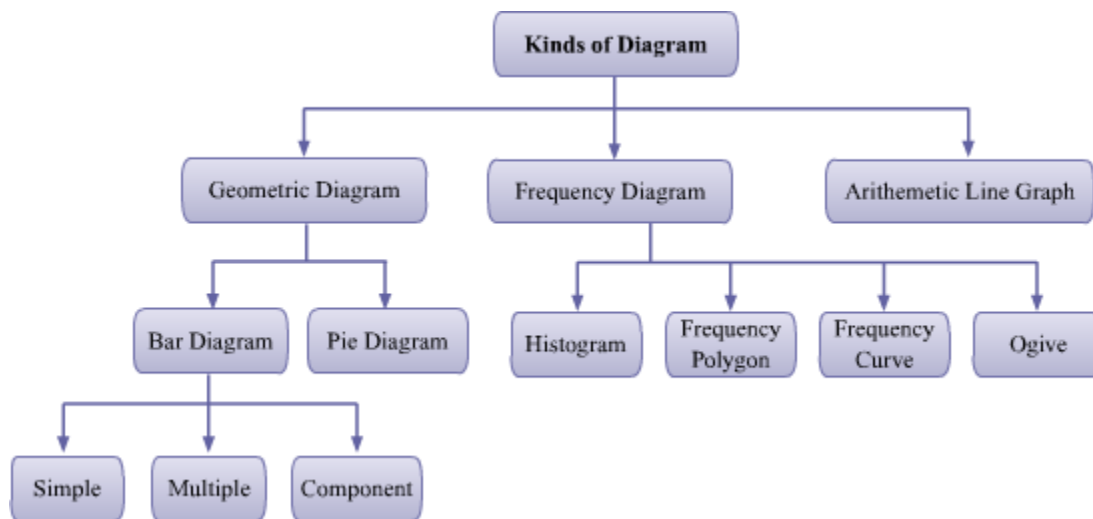 Kinds of Diagram
Geometric Diagram
Frequency Diagram
Arithemetic Line Graph
Bar Diagram
Pie Diagram
Histogram
Frequency
Polygon
Frequency
Curve
Ogive
Simple
Multiple
Component